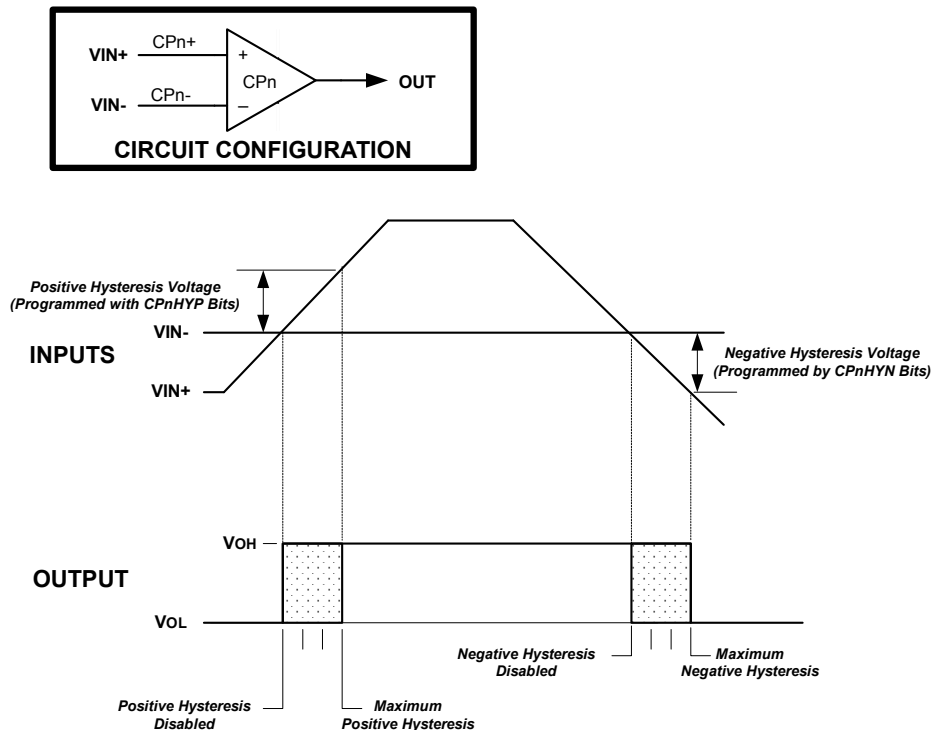 VIN+
CPn+
+
CPn
OUT
VIN-
CPn-
–
CIRCUIT CONFIGURATION
Positive Hysteresis Voltage
(Programmed with CPnHYP Bits)
VIN-
INPUTS
VIN+
Negative Hysteresis Voltage
(Programmed by CPnHYN Bits)
VOH
OUTPUT
VOL
Negative Hysteresis
Disabled
Maximum
Negative Hysteresis
Positive Hysteresis
Disabled
Maximum
Positive Hysteresis